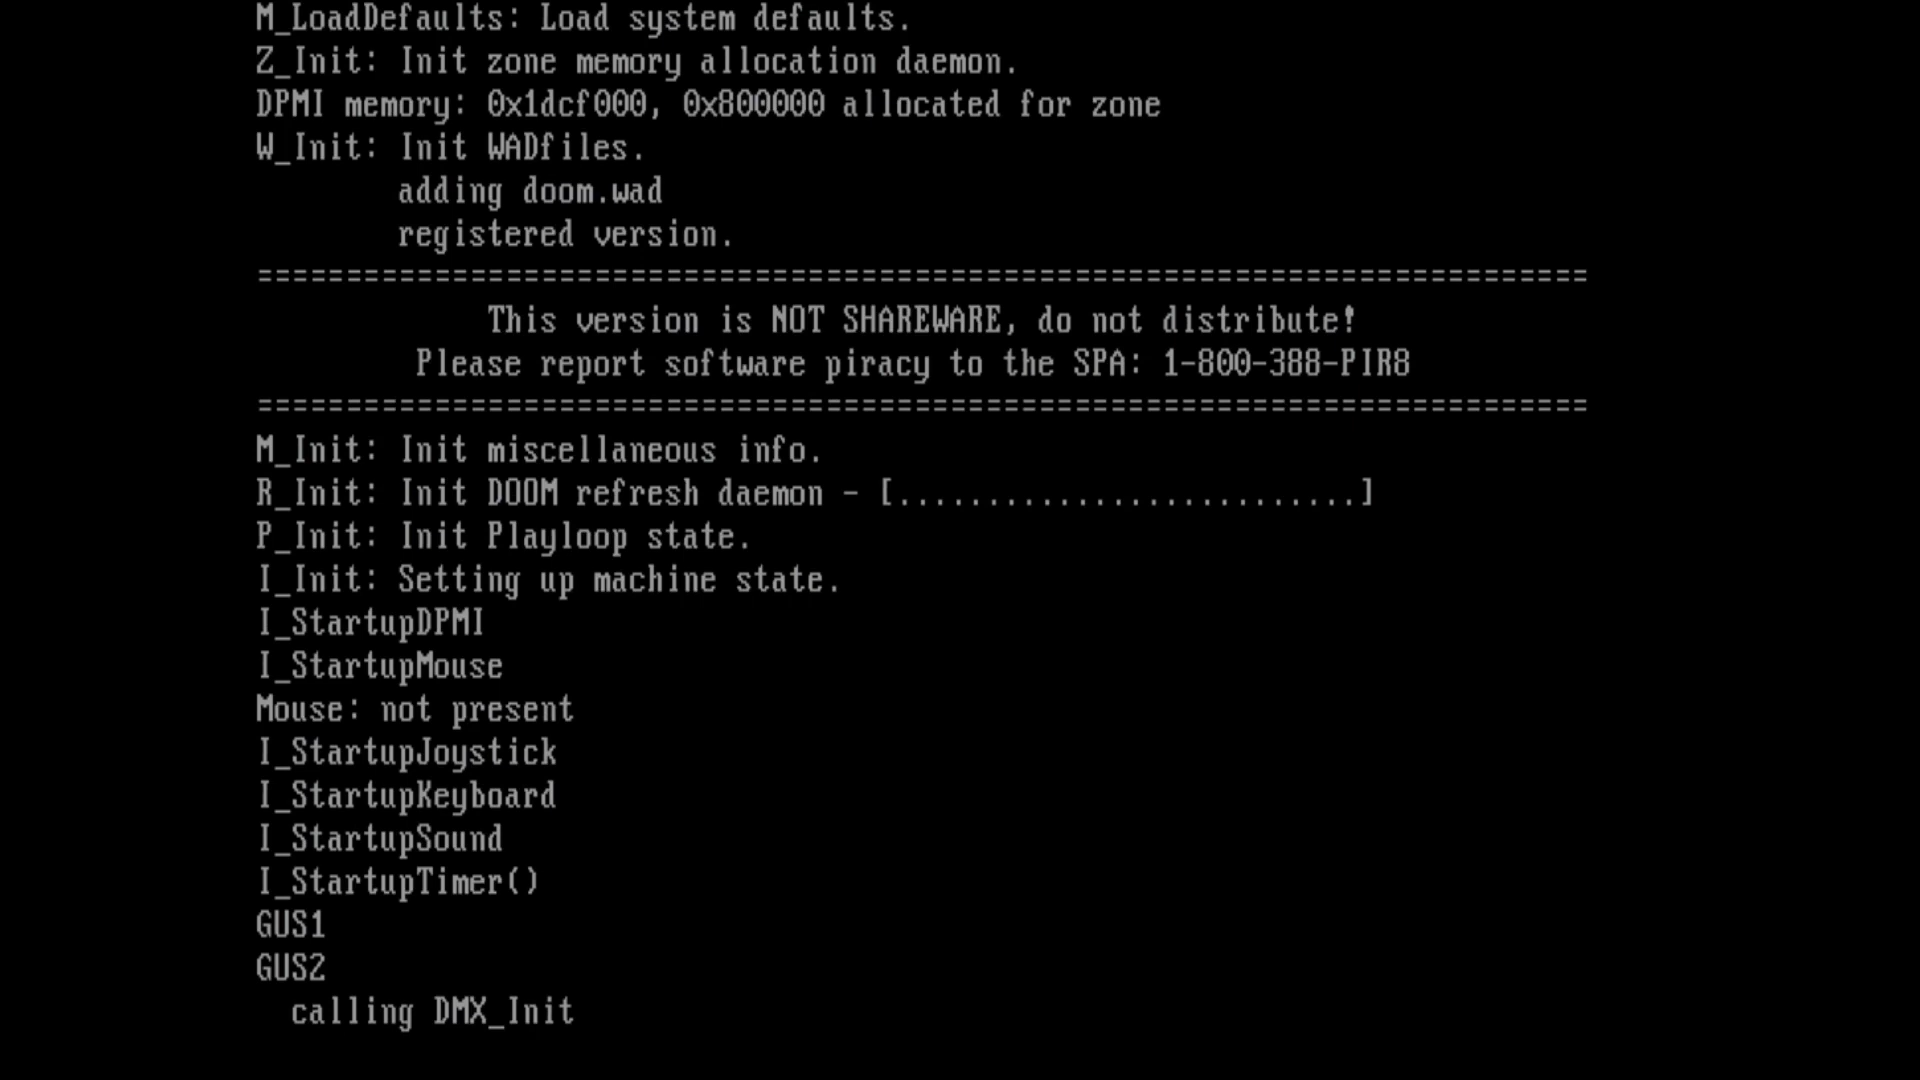 M_LoadDefaults: Load system defaults.
Z_Init: Init zone memory allocation daemon.
DPMI memory: 0x1dcf000, 0x800000 allocated for zone
W_Init: Init WADfiles.
        adding doom.wad
        registered version.
===========================================================================
             This version is NOT SHAREWARE, do not distribute!
         Please report software piracy to the SPA: 1-800-388-PIR8
===========================================================================
M_Init: Init miscellaneous info.
R_Init: Init DOOM refresh daemon - [..........................]
P_Init: Init Playloop state.
I_Init: Setting up machine state.
I_StartupDPMI
I_StartupMouse
Mouse: not present
I_StartupJoystick
I_StartupKeyboard
I_StartupSound
I_StartupTimer()
GUS1
GUS2
  calling DMX_Init